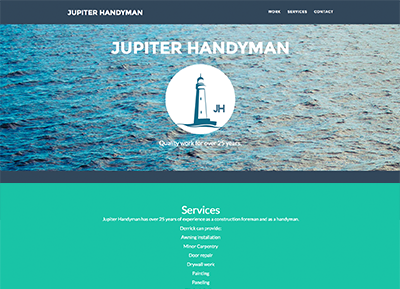 JUPITER HANDYMAN
WORK SERVICES CONTACT
JUPITER HANDYMAN
JH
Quality work for over 25 years.
Services
Jupiter Handyman has over 25 years of experience as a construction foreman and as a handyman.
Derrick can provide:
Awning installation
Minor Carpentry
Door repair
Drywall work
Painting
Paneling